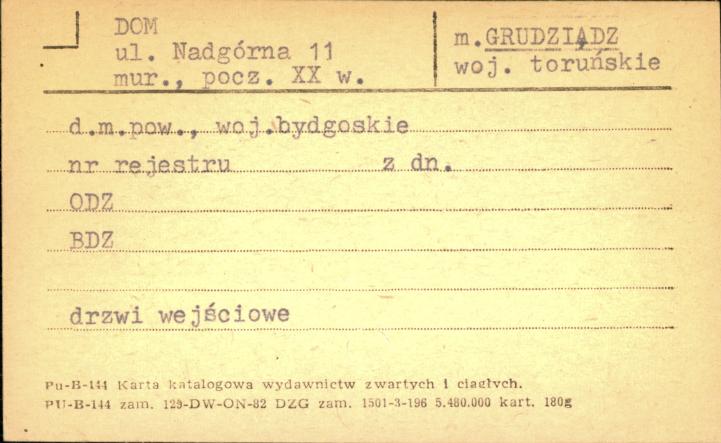 DOM
ul. Nadgórna 11
mur., pocz. XX w.
m.GRUDZIĄDZ
woj. toruńskie
d.m.pow., woj.bydgoskie
nr rejestru z dn.
ODZ
BDZ
drzwi wejściowe
Pu-B-144 Karta katalogowa wydawnictw zwartych i ciągłych.
PU-B-144 zam. 129-DW-ON-82 DZG zam. 1501-3-196 5.480.000 kart. 180g